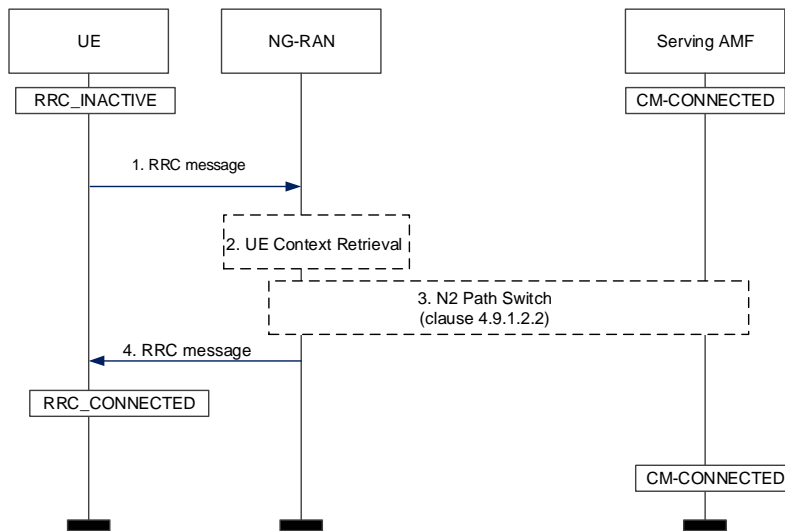 UE
NG-RAN
Serving AMF
RRC_INACTIVE
CM-CONNECTED
1. RRC message
2. UE Context Retrieval
3. N2 Path Switch
(clause 4.9.1.2.2)
4. RRC message
RRC_CONNECTED
CM-CONNECTED